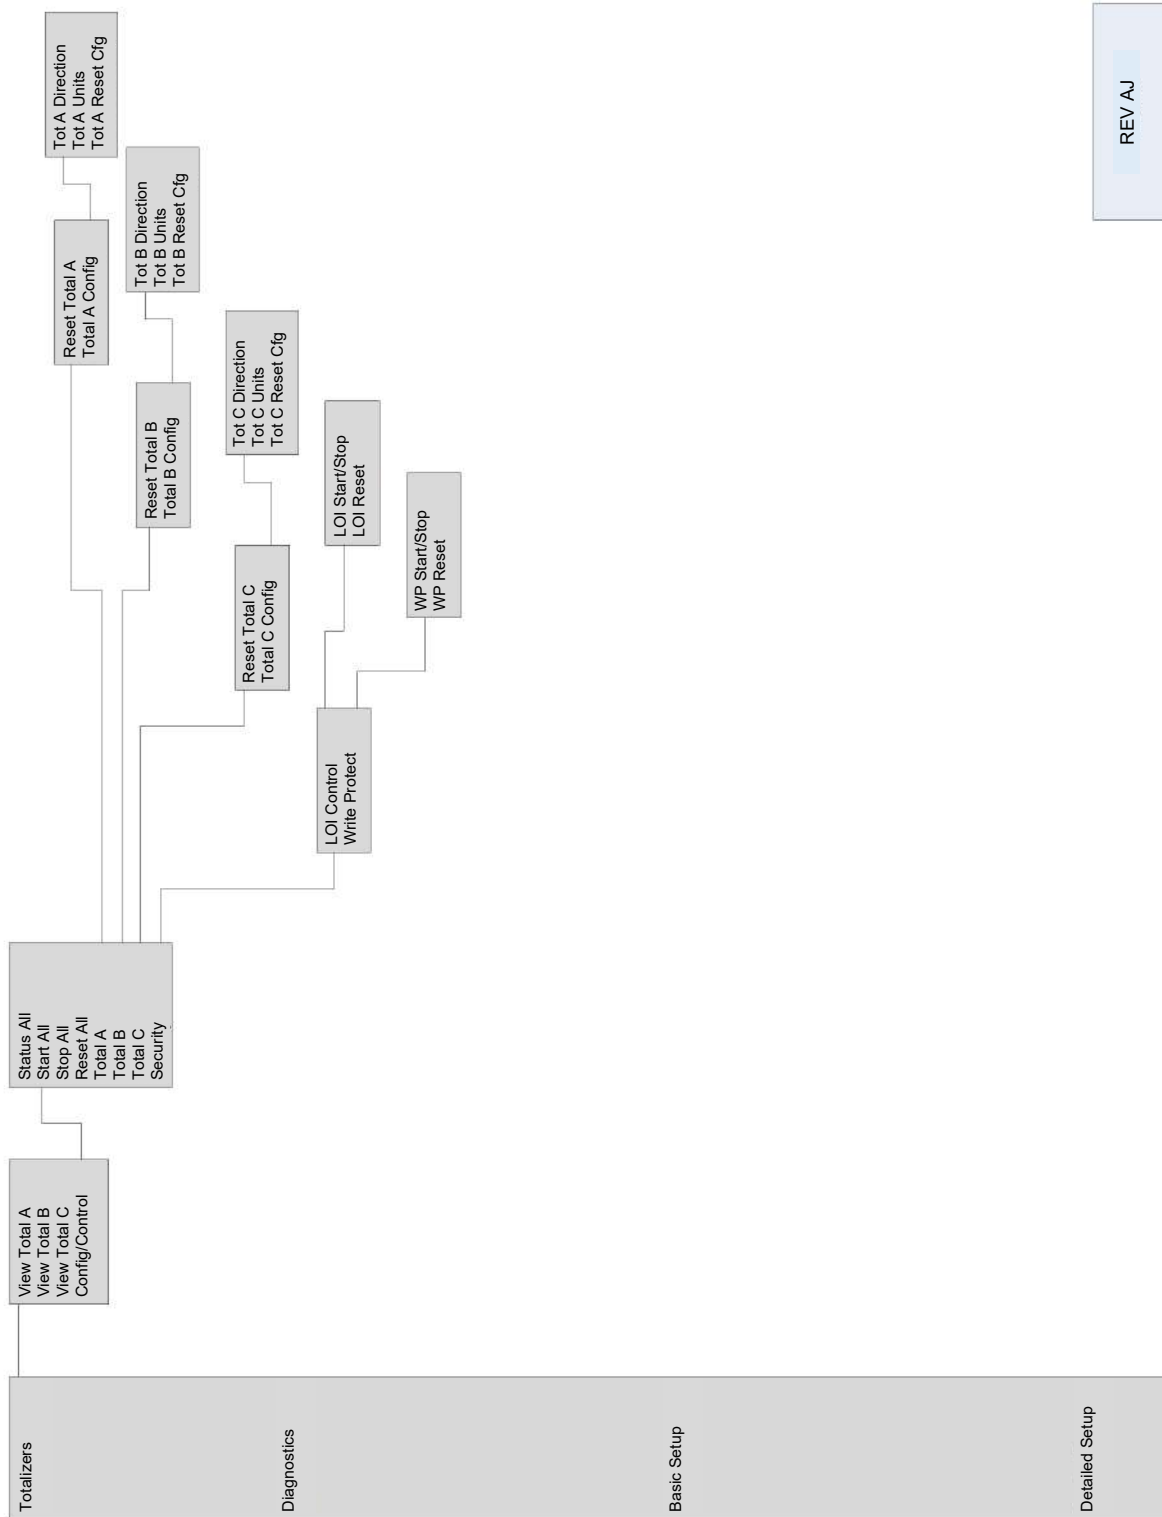 Totalizers
Diagnostics
Basic Setup
Detailed Setup
View Total A
View Total B
View Total C
Config/Control
Status All
Start All
Stop All
Reset All
Total A
Total B
Total C
Security
Reset Total A
Total A Config
Tot A Direction
Tot A Units
Tot A Reset Cfg
Reset Total B
Total B Config
Tot B Direction
Tot B Units
Tot B Reset Cfg
Reset Total C
Total C Config
Tot C Direction
Tot C Units
Tot C Reset Cfg
LOI Control
Write Protect
LOI Start/Stop
LOI Reset
WP Start/Stop
WP Reset
REV AJ